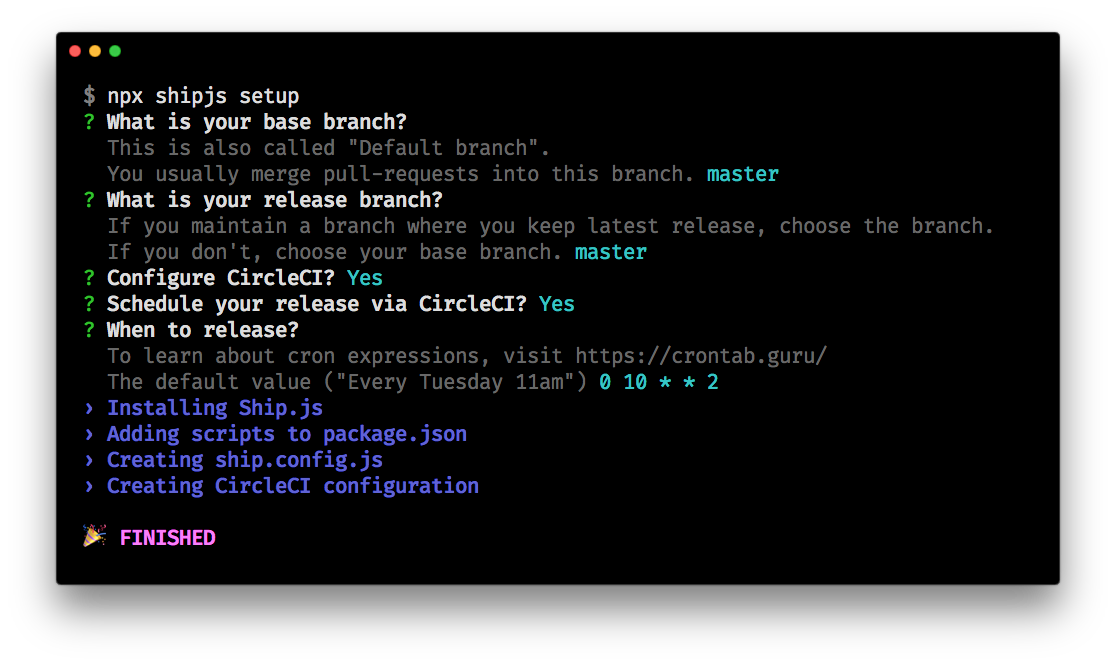 $ npx shipjs setup
? What is your base branch?
This is also called "Default branch".
You usually merge pull-requests into this branch. master
? What is your release branch?
If you maintain a branch where you keep latest release, choose the branch.
If you don't, choose your base branch. master
? Configure CircleCI? Yes
? Schedule your release via CircleCI? Yes
? When to release?
To learn about cron expressions, visit https://crontab.guru/
The default value ("Every Tuesday 11am") 0 10 * * 2
› Installing Ship.js
› Adding scripts to package.json
› Creating ship.config.js
› Creating CircleCI configuration
🎉 FINISHED